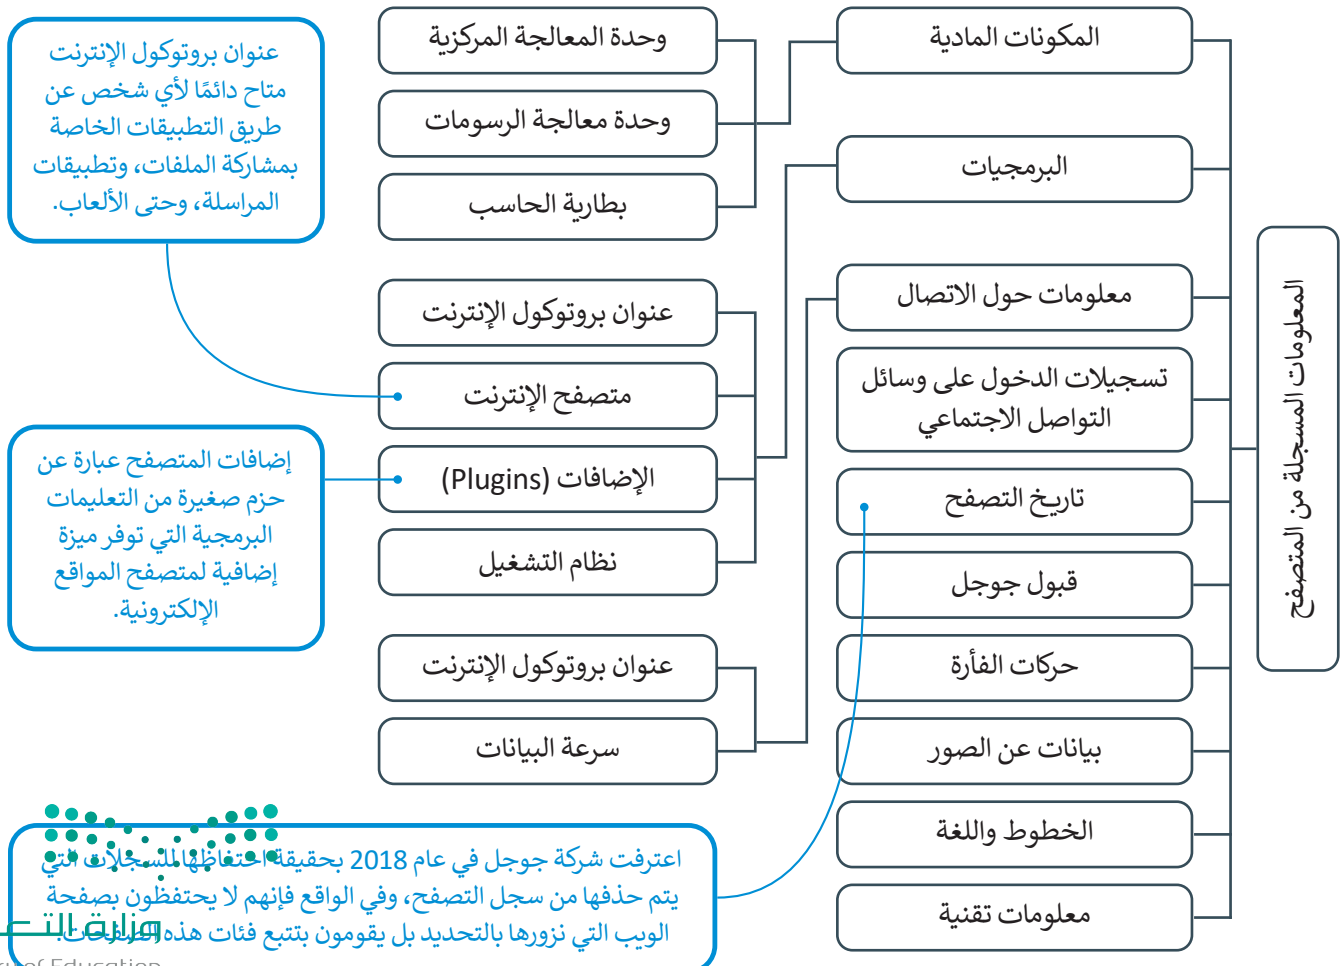 المعلومات المسجلة من المتصفح
المكونات المادية
وحدة المعالجة المركزية
وحدة معالجة الرسومات
بطارية الحاسب
البرمجيات
عنوان بروتوكول الإنترنت
متصفح الإنترنت
الإضافات (Plugins)
نظام التشغيل
معلومات حول الاتصال
عنوان بروتوكول الإنترنت
سرعة البيانات
تسجيلات الدخول على وسائل
التواصل الاجتماعي
تاريخ التصفح
قبول جوجل
حركات الفأرة
بيانات عن الصور
الخطوط واللغة
معلومات تقنية
عنوان بروتوكول الإنترنت
متاح دائمًا لأي شخص عن
طريق التطبيقات الخاصة
بمشاركة الملفات، وتطبيقات
المراسلة، وحتى الألعاب.
إضافات المتصفح عبارة عن
حزم صغيرة من التعليمات
البرمجية التي توفر ميزة
إضافية لمتصفح المواقع
الإلكترونية.
اعترفت شركة جوجل في عام 2018 بحقيقة احتفاظها للسجلات التي
يتم حذفها من سجل التصفح، وفي الواقع فإنهم لا يحتفظون بصفحة
الويب التي نزورها بالتحديد بل يقومون بتتبع فئات هذه الصفحات.
وزارة التـعـ
of Education